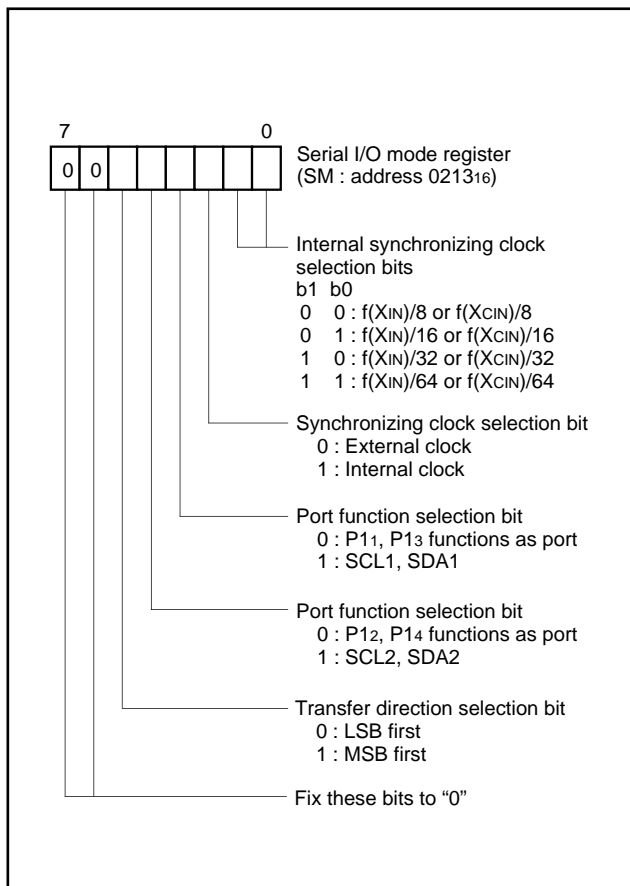 7 0
0 0
Serial I/O mode register
(SM : address 021316)
Internal synchronizing clock
selection bits
b1 b0
0 0 : f(XIN)/8 or f(XCIN)/8
0 1 : f(XIN)/16 or f(XCIN)/16
1 0 : f(XIN)/32 or f(XCIN)/32
1 1 : f(XIN)/64 or f(XCIN)/64
Synchronizing clock selection bit
0 : External clock
1 : Internal clock
Port function selection bit
0 : P11, P13 functions as port
1 : SCL1, SDA1
Port function selection bit
0 : P12, P14 functions as port
1 : SCL2, SDA2
Transfer direction selection bit
0 : LSB first
1 : MSB first
Fix these bits to “0”